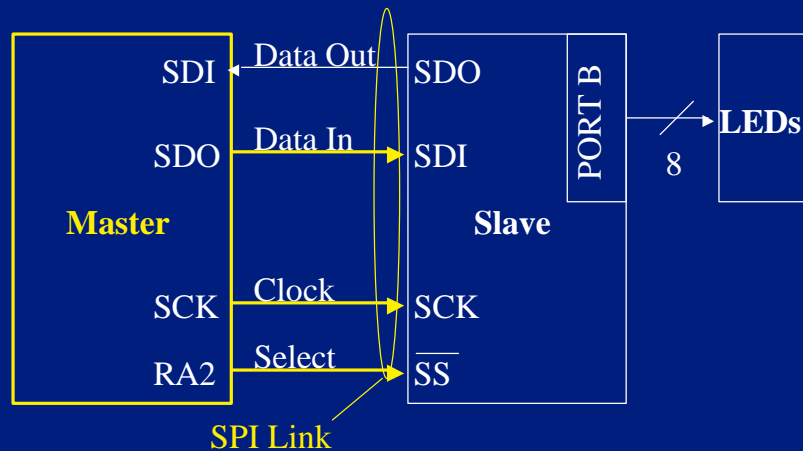 Data Out
SDI
SDO
PORT B
LEDs
Data In
SDO
SDI
8
Master
Slave
Clock
SCK
SCK
Select
RA2
SS
SPI Link